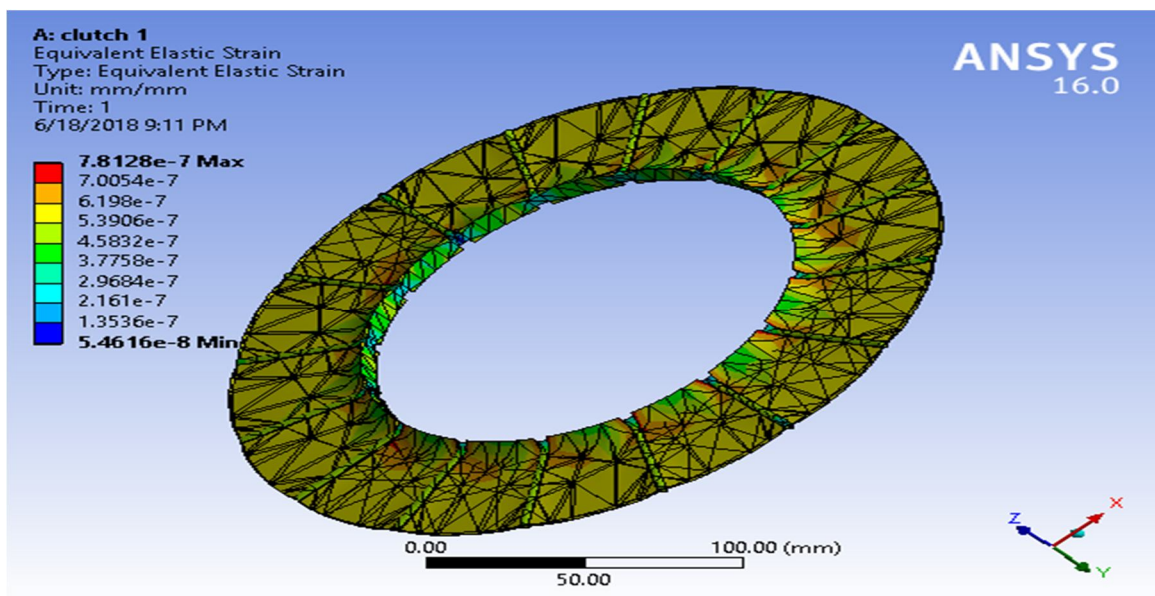 A: clutch 1
Equivalent Elastic Strain
Type: Equivalent Elastic Strain
Unit: mm/mm
Time: 1
6/18/2018 9:11 PM
ANSYS
16.0
7.8128e-7 Max
7.0054e-7
6.198e-7
5.3906e-7
4.5832e-7
3.7758e-7
2.9684e-7
2.161e-7
1.3536e-7
5.4616e-8 Min
0.00
100.00 (mm)
50.00
Z
X
Y